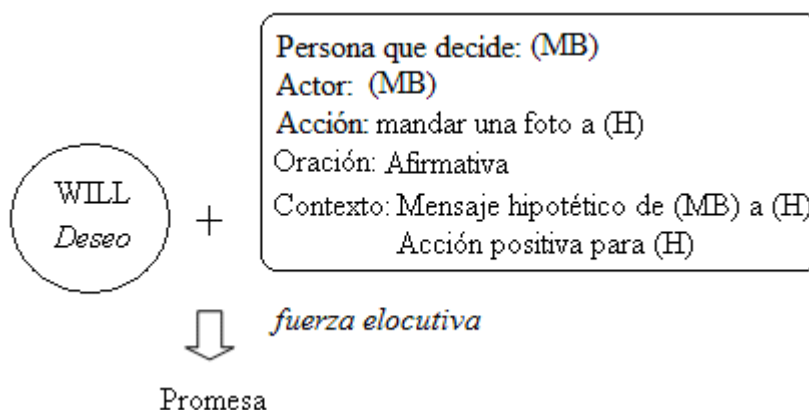 Persona que decide: (MB)
Actor: (MB)
Acción: mandar una foto a (H)
Oración: Afirmativa
Contexto: Mensaje hipotético de (MB) a (H)
Acción positiva para (H)
WILL
Deseo
+
fuerza elocutiva
Promesa